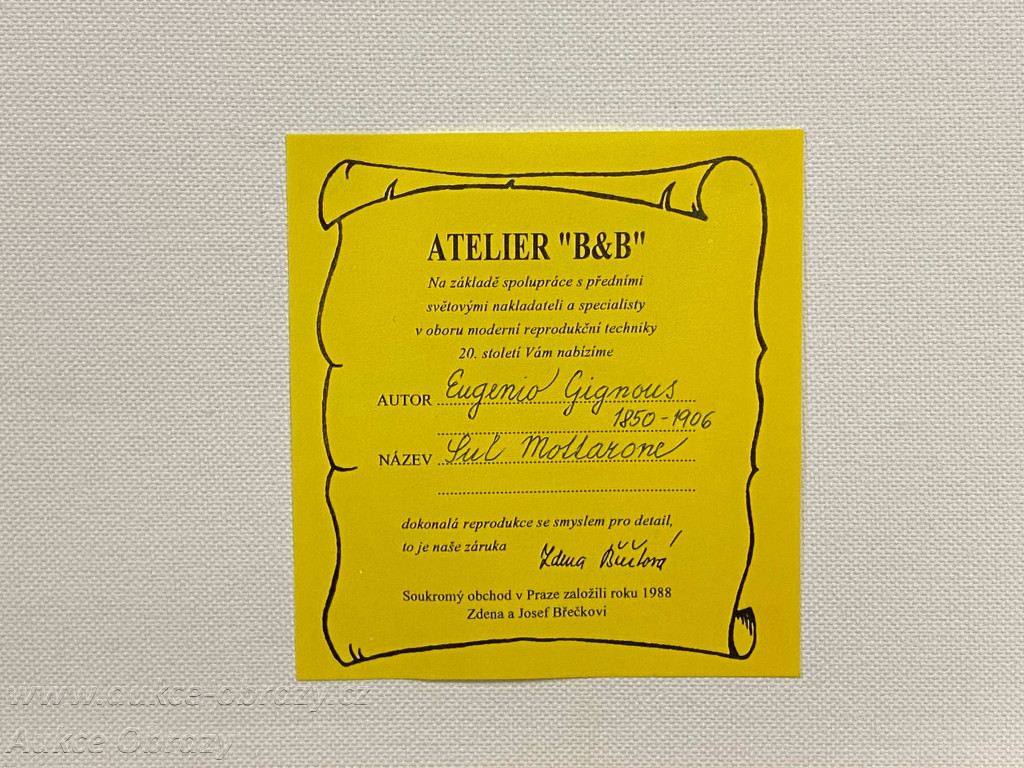 ATELIER "B&B"
Na základě spolupráce s předními
světovými nakladateli a specialisty
v oboru moderní reprodukční techniky
20. století Vám nabízíme
AUTOR Eugenio Gignous
1850-1906
NÁZEV Sul Mottarone
dokonalá reprodukce se smyslem pro detail,
to je naše záruka
Zdena
Soukromý obchod v Praze založili roku 1988
Zdena a Josef Břečkovi
www.aukce-obrazy.cz
Aukce Obrazy